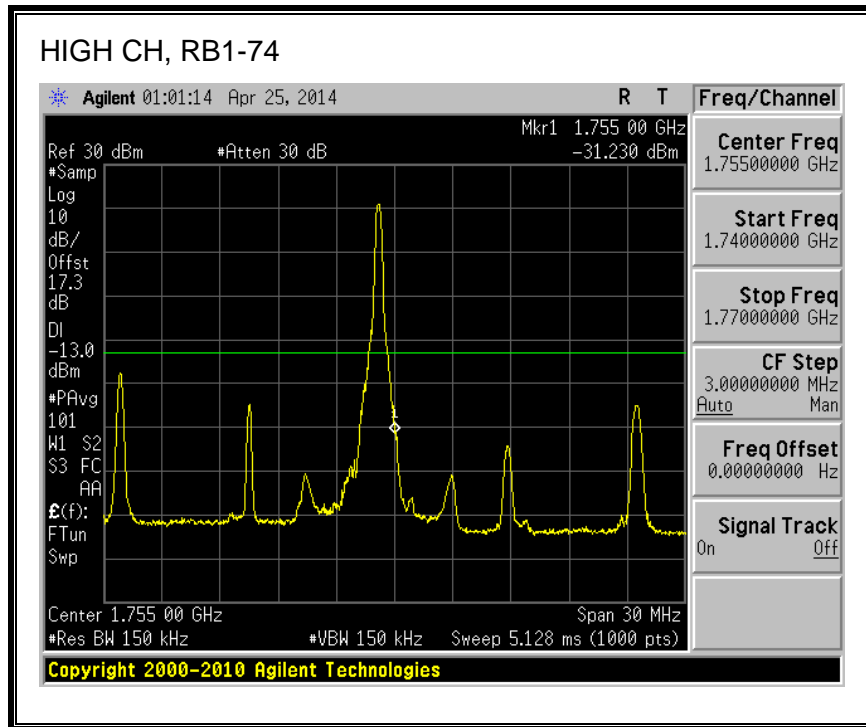 HIGH CH, RB1-74
Agilent 01:01:14 Apr 25, 2014 R T
Mkr1 1.755 00 GHz
Ref 30 dBm #Atten 30 dB -31.230 dBm
#Samp
Log
10
dB/
Offst
17.3
dB
DI
-13.0
dBm
#PAvg
101
W1 S2
S3 FC
AA
£(f):
FTun
Swp
1
Center 1.755 00 GHz Span 30 MHz
#Res BW 150 kHz #VBW 150 kHz Sweep 5.128 ms (1000 pts)
Copyright 2000-2010 Agilent Technologies
Freq/Channel
Center Freq
1.75500000 GHz
Start Freq
1.74000000 GHz
Stop Freq
1.77000000 GHz
CF Step
3.00000000 MHz
Auto Man
Freq Offset
0.00000000 Hz
Signal Track
On Off